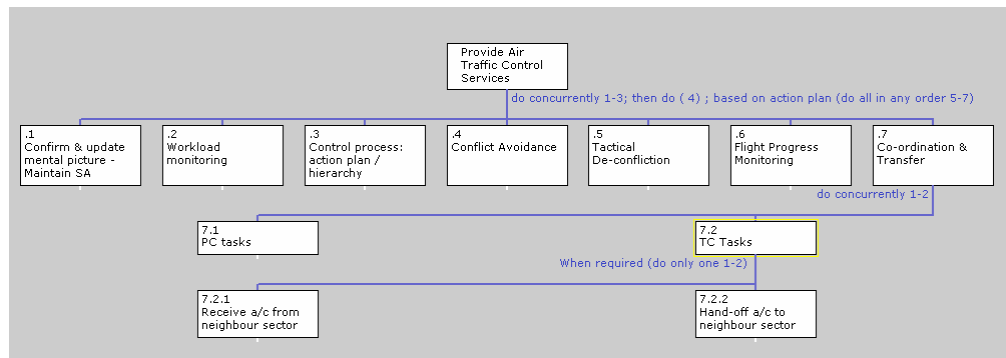 Provide Air
Traffic Control
Services
do concurrently 1-3; then do ( 4) ; based on action plan (do all in any order 5-7)
.1
Confirm & update
mental picture -
Maintain SA
.2
Workload
monitoring
.3
Control process:
action plan /
hierarchy
.4
Conflict Avoidance
.5
Tactical
De-confliction
.6
Flight Progress
Monitoring
.7
Co-ordination &
Transfer
do concurrently 1-2
7.1
PC tasks
7.2
TC Tasks
When required (do only one 1-2)
7.2.1
Receive a/c from
neighbour sector
7.2.2
Hand-off a/c to
neighbour sector